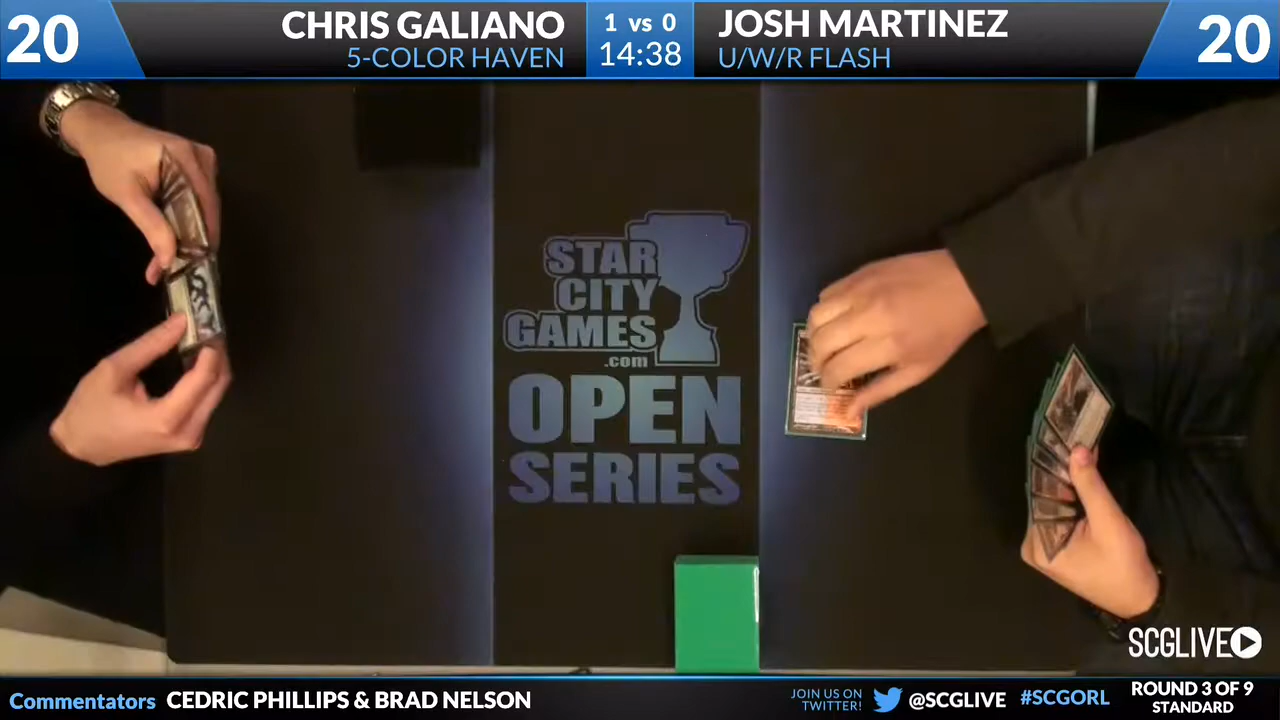 20
CHRIS GALIANO
5-COLOR HAVEN
1 vs 0
14:38
JOSH MARTINEZ
U/W/R FLASH
20
STAR
CITY
GAMES
.com
OPEN
SERIES
SCGLIVE
Commentators CEDRIC PHILLIPS & BRAD NELSON
JOIN US ON
TWITTER!
@SCGLIVE
#SCGORL
ROUND 3 OF 9
STANDARD